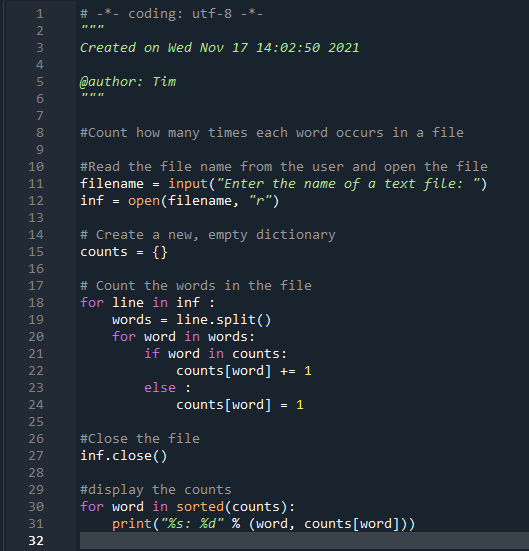 1 # -*- coding: utf-8 -*-
2 """
3 Created on Wed Nov 17 14:02:50 2021
4
5 @author: Tim
6 """
7
8 #Count how many times each word occurs in a file
9
10 #Read the file name from the user and open the file
11 filename = input("Enter the name of a text file: ")
12 inf = open(filename, "r")
13
14 # Create a new, empty dictionary
15 counts = {}
16
17 # Count the words in the file
18 for line in inf :
19     words = line.split()
20     for word in words:
21         if word in counts:
22             counts[word] += 1
23         else :
24             counts[word] = 1
25
26 #Close the file
27 inf.close()
28
29 #display the counts
30 for word in sorted(counts):
31     print("%s: %d" % (word, counts[word]))
32